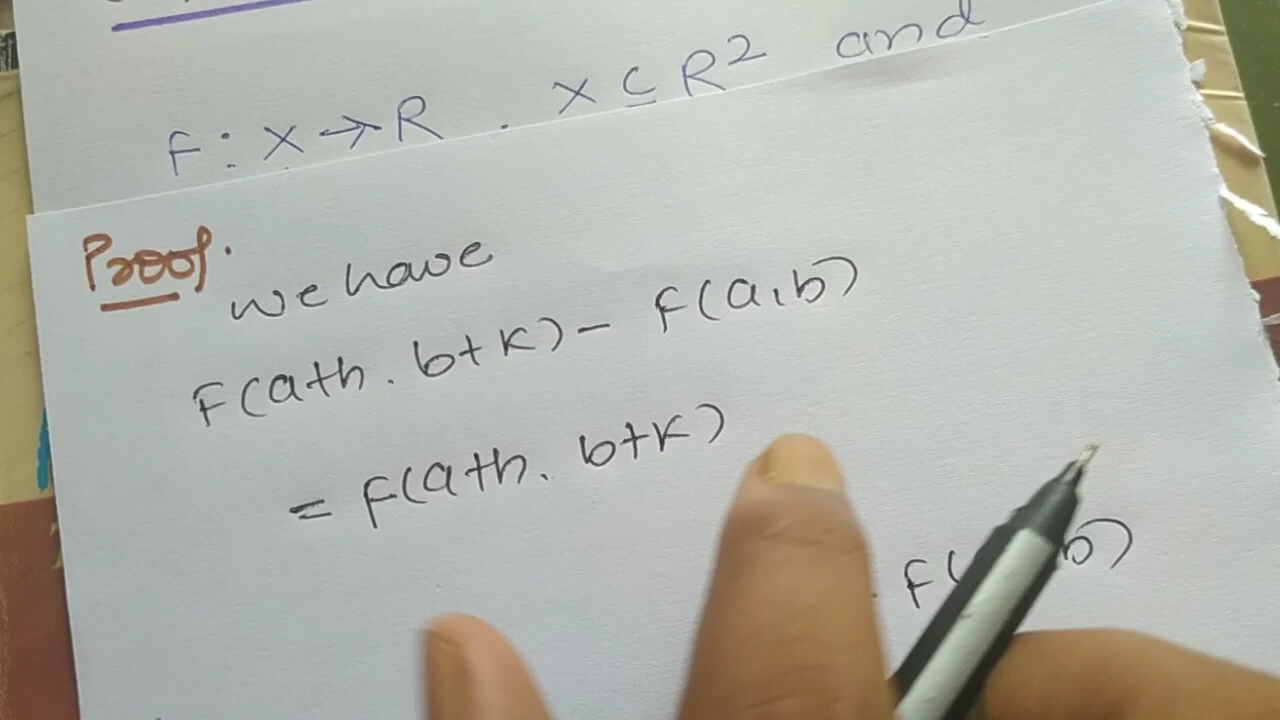 F: X → R . X ⊆ R² and
Proof.
we have
F(a+h, b+k) - F(a,b)
= F(a+h, b+k)
F( b)